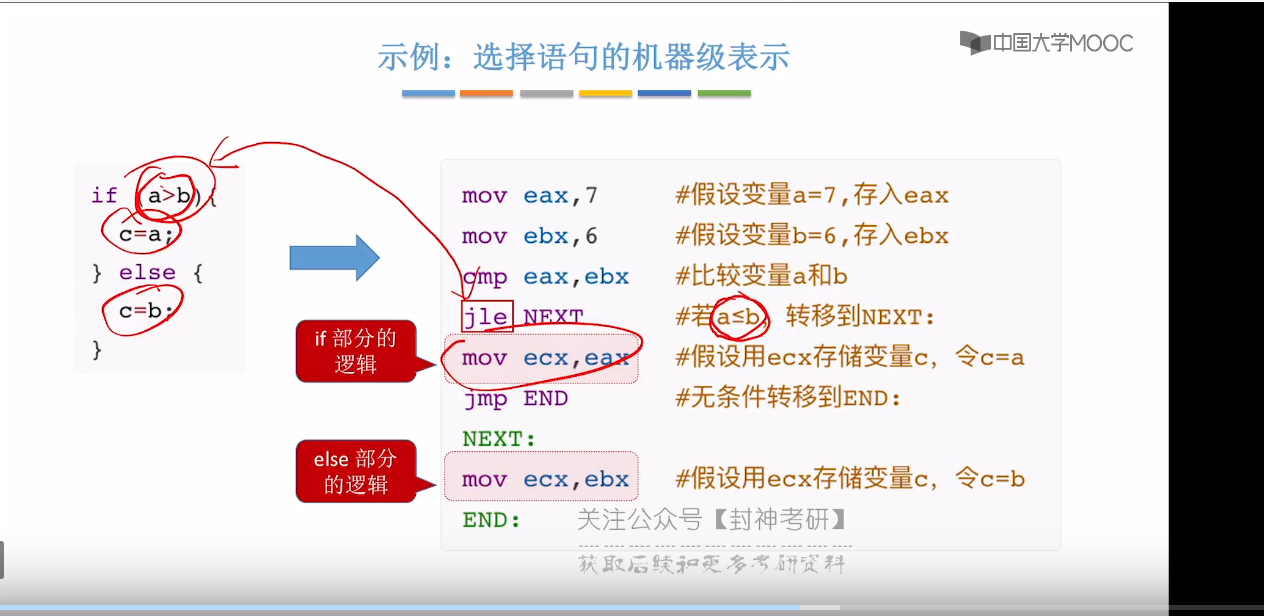 示例：选择语句的机器级表示
中国大学MOOC
if (a>b){
c=a;
} else {
c=b;
}
if 部分的
逻辑
else 部分
的逻辑
mov eax,7 #假设变量a=7,存入eax
mov ebx,6 #假设变量b=6,存入ebx
cmp eax,ebx #比较变量a和b
jle NEXT #若a≤b，转移到NEXT:
mov ecx,eax #假设用ecx存储变量c，令c=a
jmp END #无条件转移到END:
NEXT:
mov ecx,ebx #假设用ecx存储变量c，令c=b
END:
关注公众号【封神考研】
获取后续和更多考研资料